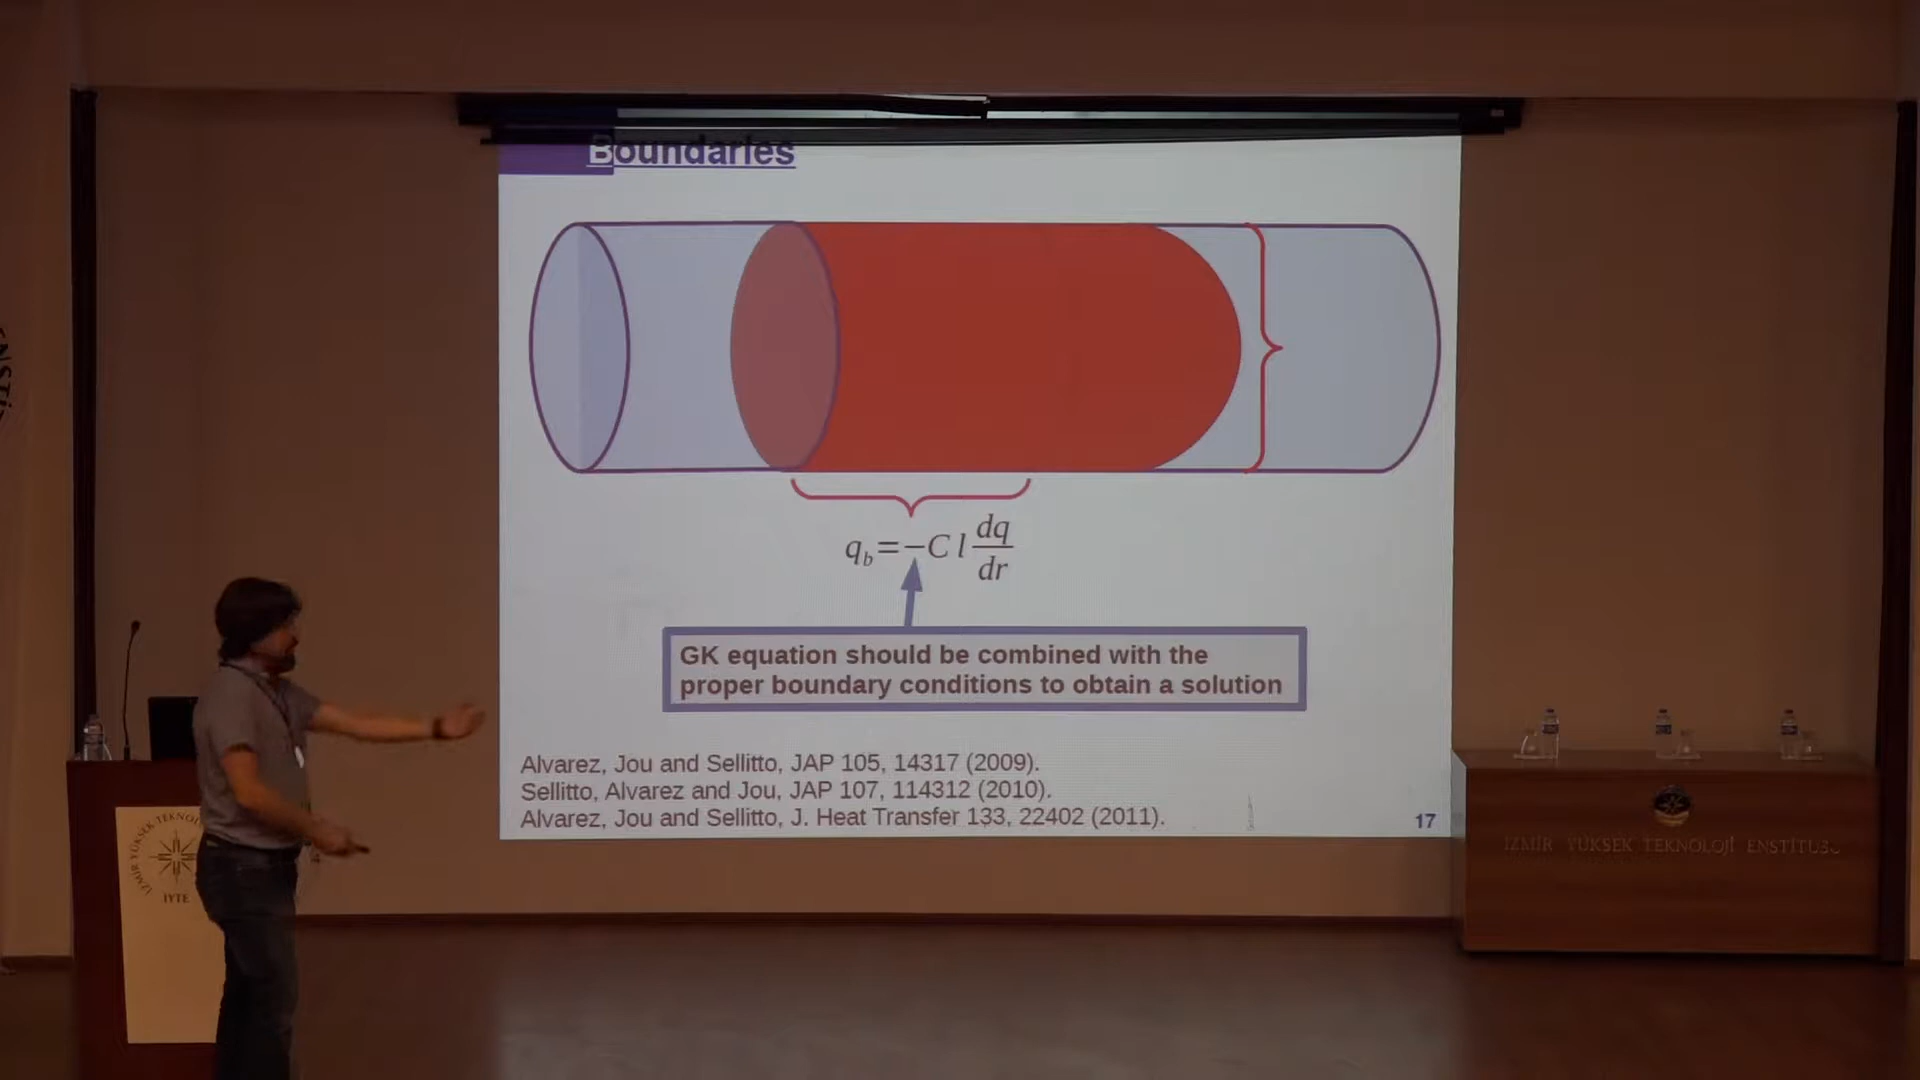 Boundaries
q_b = -C l dq/dr
GK equation should be combined with the
proper boundary conditions to obtain a solution
Alvarez, Jou and Sellitto, JAP 105, 14317 (2009).
Sellitto, Alvarez and Jou, JAP 107, 114312 (2010).
Alvarez, Jou and Sellitto, J. Heat Transfer 133, 22402 (2011).
17
İZMİR YÜKSEK TEKNOLOJİ ENSTİTÜSÜ
İYTE